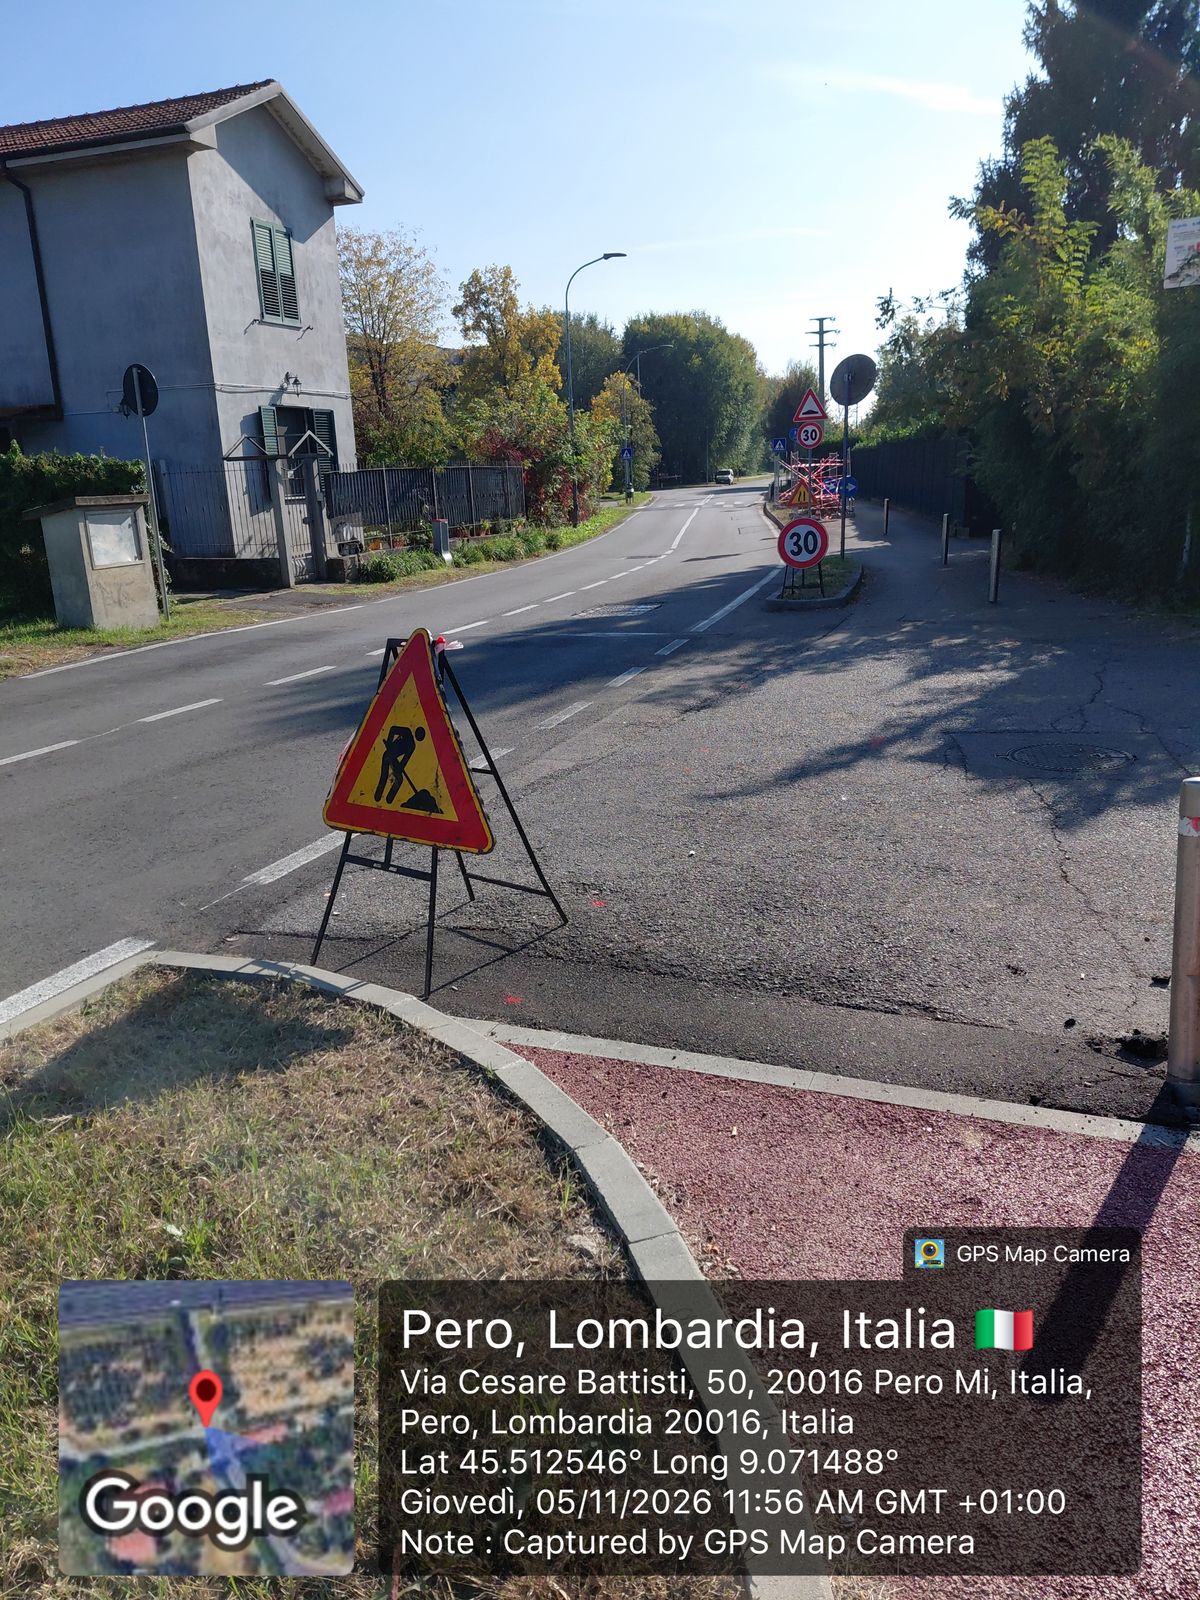 30
30
GPS Map Camera
Pero, Lombardia, Italia
Via Cesare Battisti, 50, 20016 Pero Mi, Italia,
Pero, Lombardia 20016, Italia
Lat 45.512546° Long 9.071488°
Giovedì, 05/11/2026 11:56 AM GMT +01:00
Note : Captured by GPS Map Camera
Google